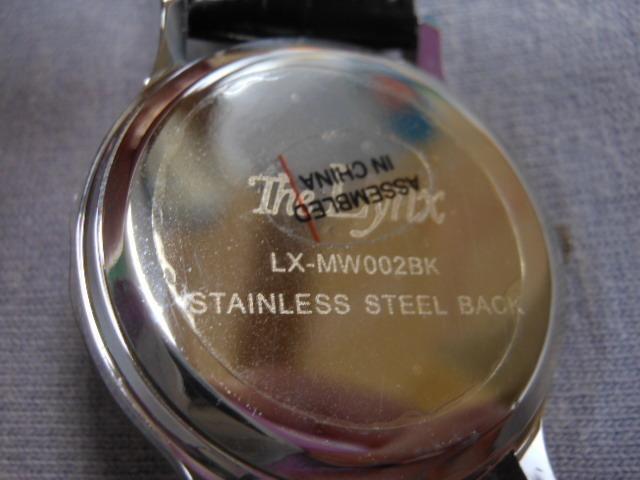 The Lynx
ASSEMBLED
IN CHINA
LX-MW002BK
STAINLESS STEEL BACK